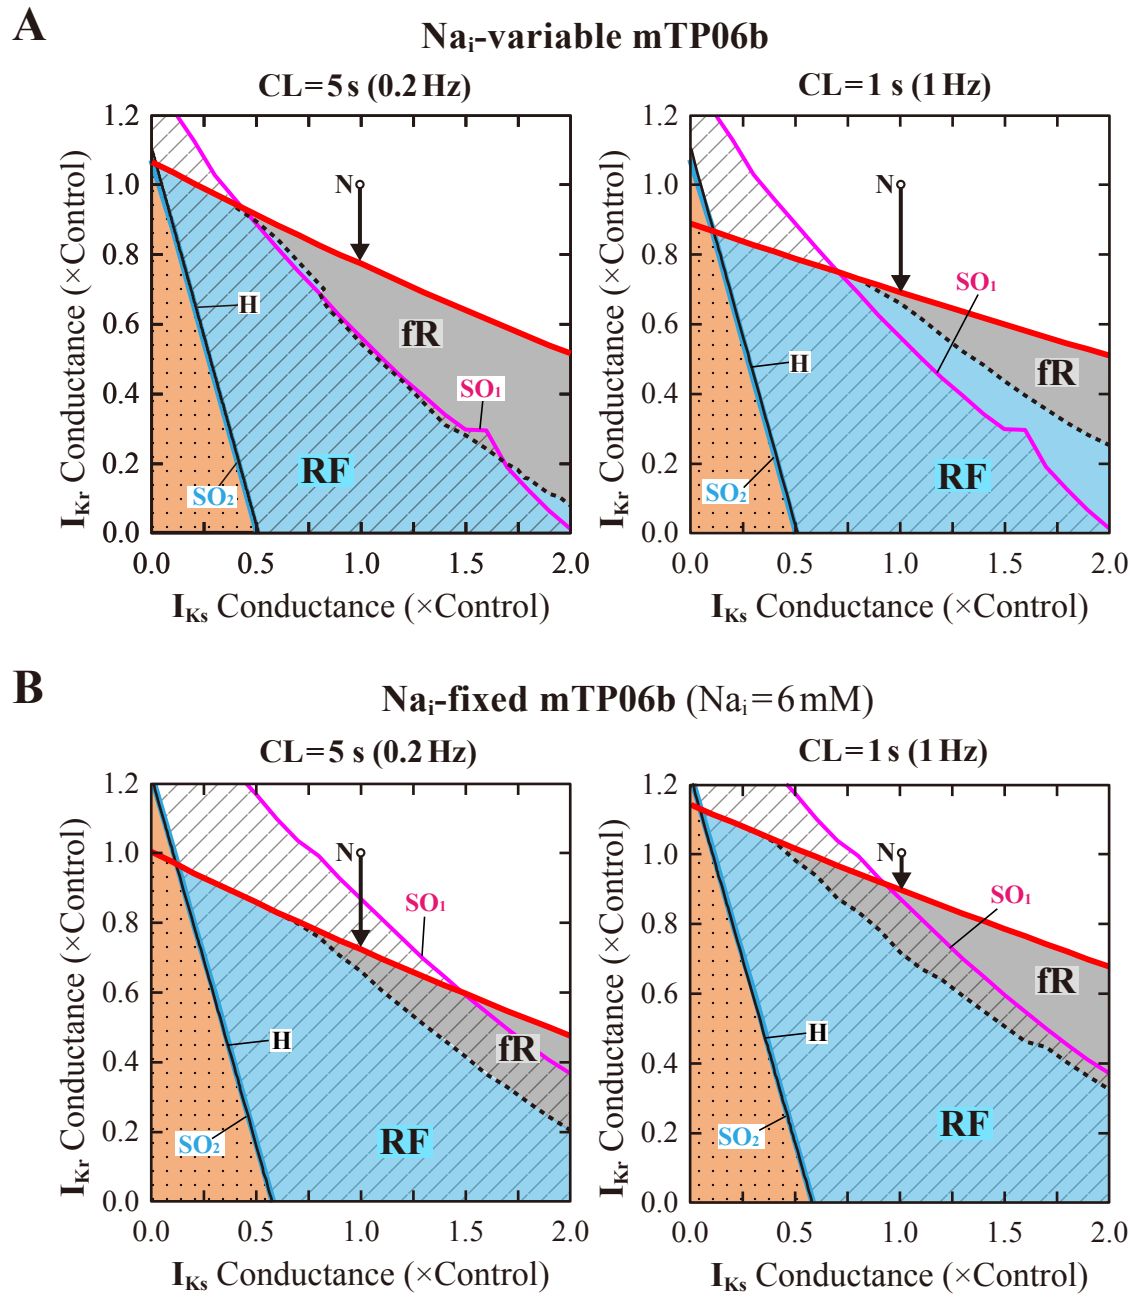 A
Naᵢ-variable mTP06b
CL=5 s (0.2 Hz)
CL=1 s (1 Hz)
1.2
1.0
0.8
0.6
0.4
0.2
0.0
I_Kr Conductance (×Control)
N
H
fR
SO₁
RF
SO₂
0.0 0.5 1.0 1.5 2.0
I_Ks Conductance (×Control)
1.2
1.0
0.8
0.6
0.4
0.2
0.0
I_Kr Conductance (×Control)
N
SO₁
H
fR
RF
SO₂
0.0 0.5 1.0 1.5 2.0
I_Ks Conductance (×Control)
B
Naᵢ-fixed mTP06b (Naᵢ=6 mM)
CL=5 s (0.2 Hz)
CL=1 s (1 Hz)
1.2
1.0
0.8
0.6
0.4
0.2
0.0
I_Kr Conductance (×Control)
N
SO₁
H
fR
SO₂
RF
0.0 0.5 1.0 1.5 2.0
I_Ks Conductance (×Control)
1.2
1.0
0.8
0.6
0.4
0.2
0.0
I_Kr Conductance (×Control)
N
SO₁
fR
H
RF
SO₂
0.0 0.5 1.0 1.5 2.0
I_Ks Conductance (×Control)